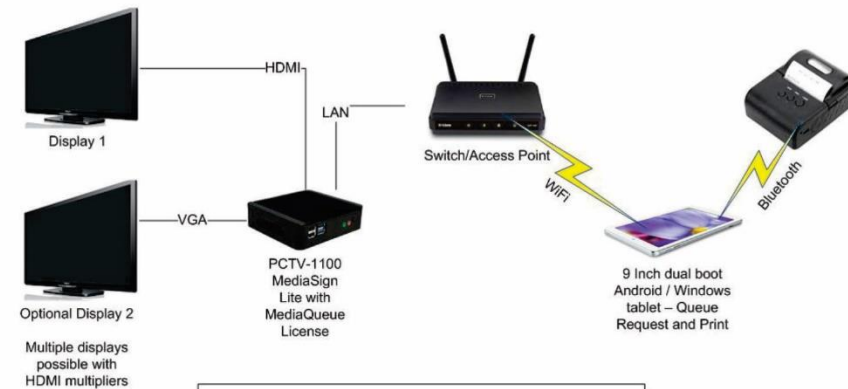 HDMI
Display 1
LAN
Switch/Access Point
WiFi
Bluetooth
VGA
Optional Display 2
Multiple displays
possible with
HDMI multipliers
PCTV-1100
MediaSign
Lite with
MediaQueue
License
9 Inch dual boot
Android / Windows
tablet – Queue
Request and Print